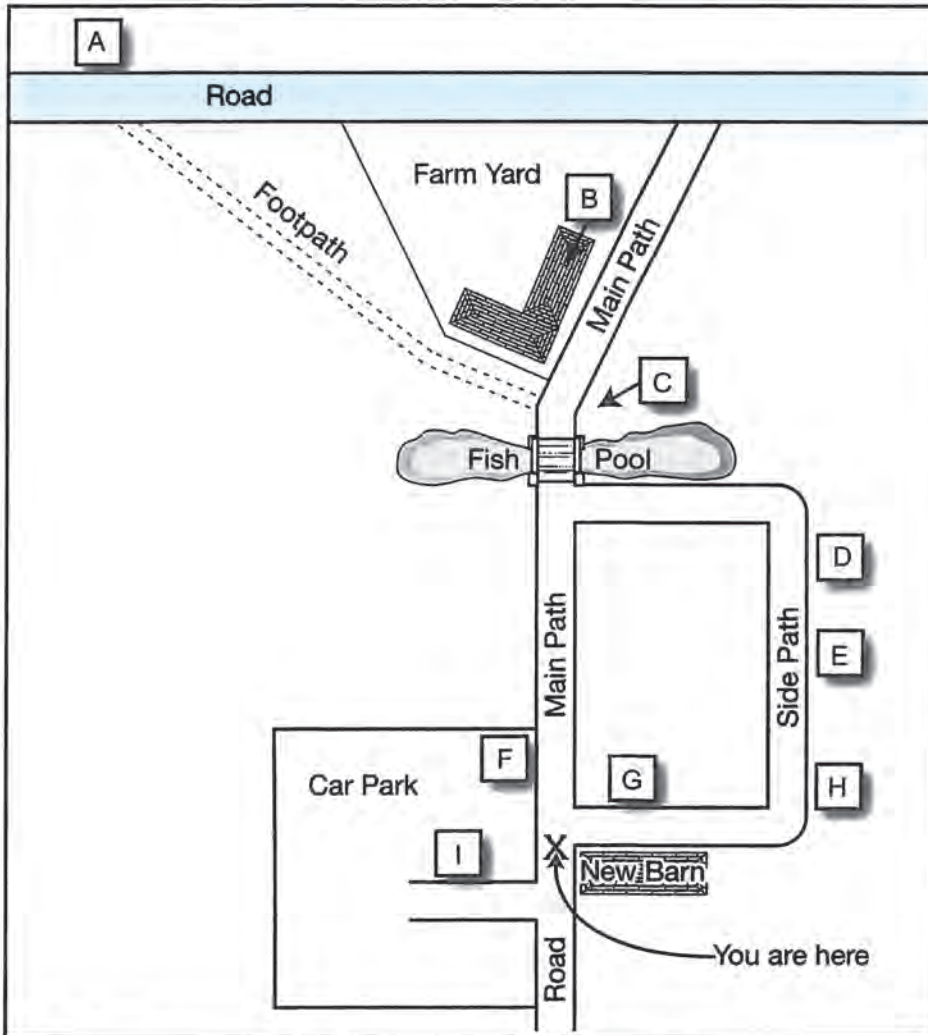 A
Road
Farm Yard
B
Footpath
Main Path
C
Fish
Pool
D
Main Path
Side Path
E
F
Car Park
G
H
I
X
New Barn
You are here
Road